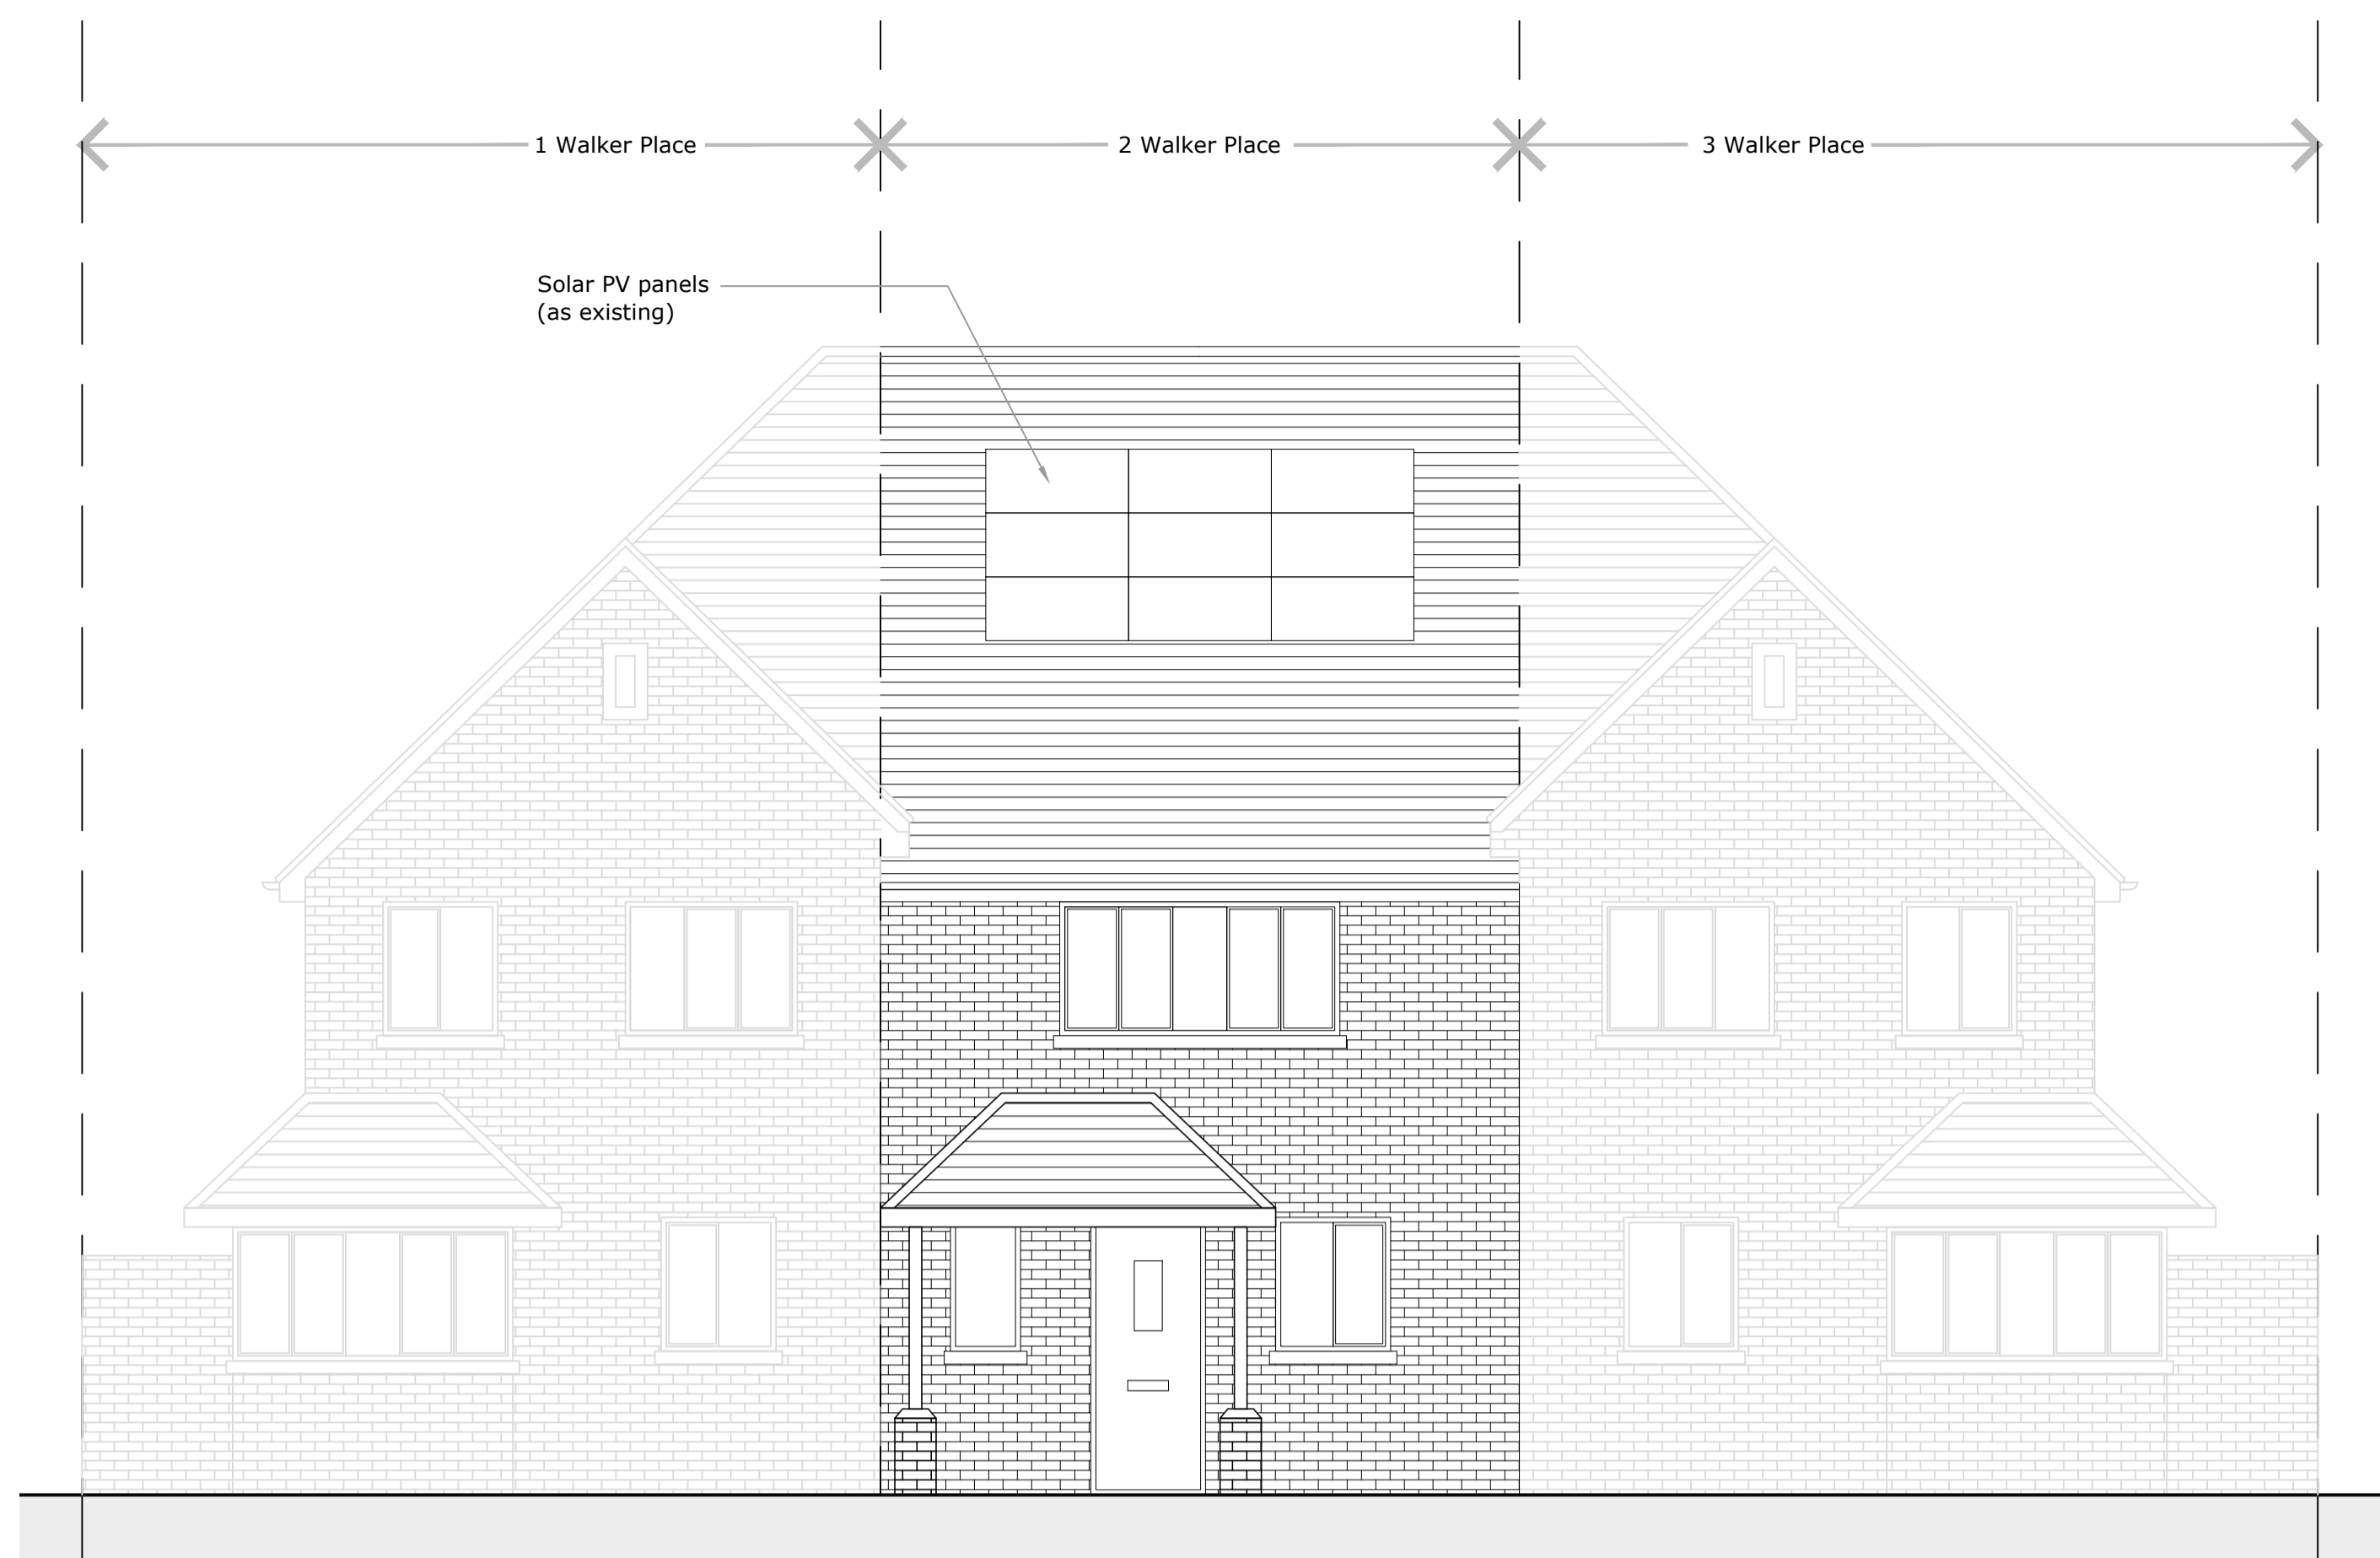 1 Walker Place
2 Walker Place
3 Walker Place
Solar PV panels
(as existing)